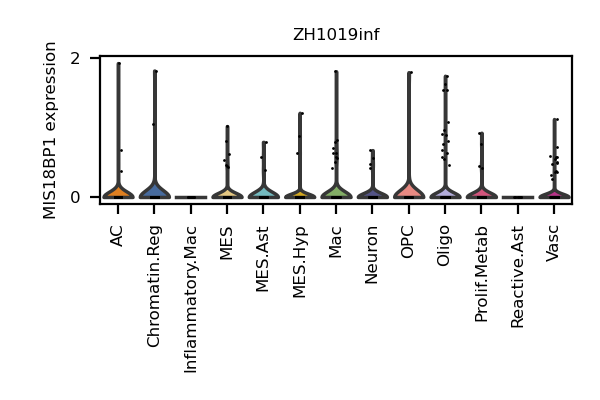 ZH1019inf
MIS18BP1 expression
2
0
AC
Chromatin.Reg
Inflammatory.Mac
MES
MES.Ast
MES.Hyp
Mac
Neuron
OPC
Oligo
Prolif.Metab
Reactive.Ast
Vasc